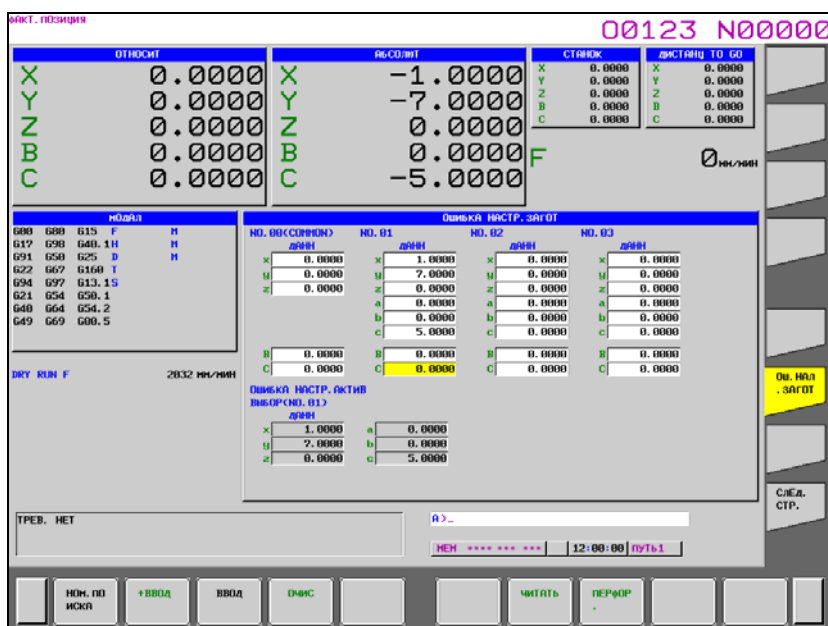 ФАКТ. ПОЗИЦИЯ
O0123 N00000
ОТНОСИТ
X 0.0000
Y 0.0000
Z 0.0000
B 0.0000
C 0.0000
АБСОЛЮТ
X -1.0000
Y -7.0000
Z 0.0000
B 0.0000
C -5.0000
СТАНОК
X 0.0000
Y 0.0000
Z 0.0000
B 0.0000
C 0.0000
ДИСТАНЦ TO GO
X 0.0000
Y 0.0000
Z 0.0000
B 0.0000
C 0.0000
F 0 ММ/МИН
МОДАЛ
G00 G80 G15 F M
G17 G98 G40.1 H M
G91 G50 G25 D M
G22 G67 G160 T
G94 G97 G13.1 S
G21 G54 G50.1
G40 G64 G54.2
G49 G69 G00.5
DRY RUN F 2032 ММ/МИН
ОШИБКА НАСТР.ЗАГОТ
NO.00(COMMON) NO.01 NO.02 NO.03
ДАНН ДАНН ДАНН ДАНН
x 0.0000 x 1.0000 x 0.0000 x 0.0000
y 0.0000 y 7.0000 y 0.0000 y 0.0000
z 0.0000 z 0.0000 z 0.0000 z 0.0000
a 0.0000 a 0.0000 a 0.0000
b 0.0000 b 0.0000 b 0.0000
c 5.0000 c 0.0000 c 0.0000
B 0.0000 B 0.0000 B 0.0000 B 0.0000
C 0.0000 C 0.0000 C 0.0000 C 0.0000
ОШИБКА НАСТР.АКТИВ
ВЫБОР(NO.01)
ДАНН
x 1.0000 a 0.0000
y 7.0000 b 0.0000
z 0.0000 c 5.0000
ОШ.НАЛ
.ЗАГОТ
СЛЕД.
СТР.
ТРЕВ. НЕТ
A>_
МЕМ **** *** *** 12:00:00 ПУТЬ1
НОМ. ПО
ИСКА
+ВВОД
ВВОД
ОЧИС
ЧИТАТЬ
ПЕРФОР
.